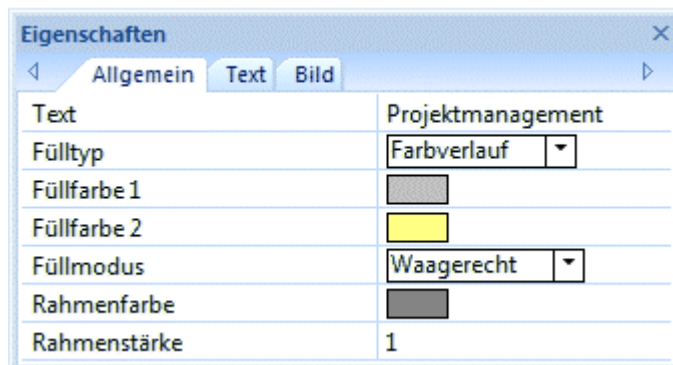 Eigenschaften
Allgemein Text Bild
Text Projektmanagement
Fülltyp Farbverlauf
Füllfarbe 1
Füllfarbe 2
Füllmodus Waagerecht
Rahmenfarbe
Rahmenstärke 1